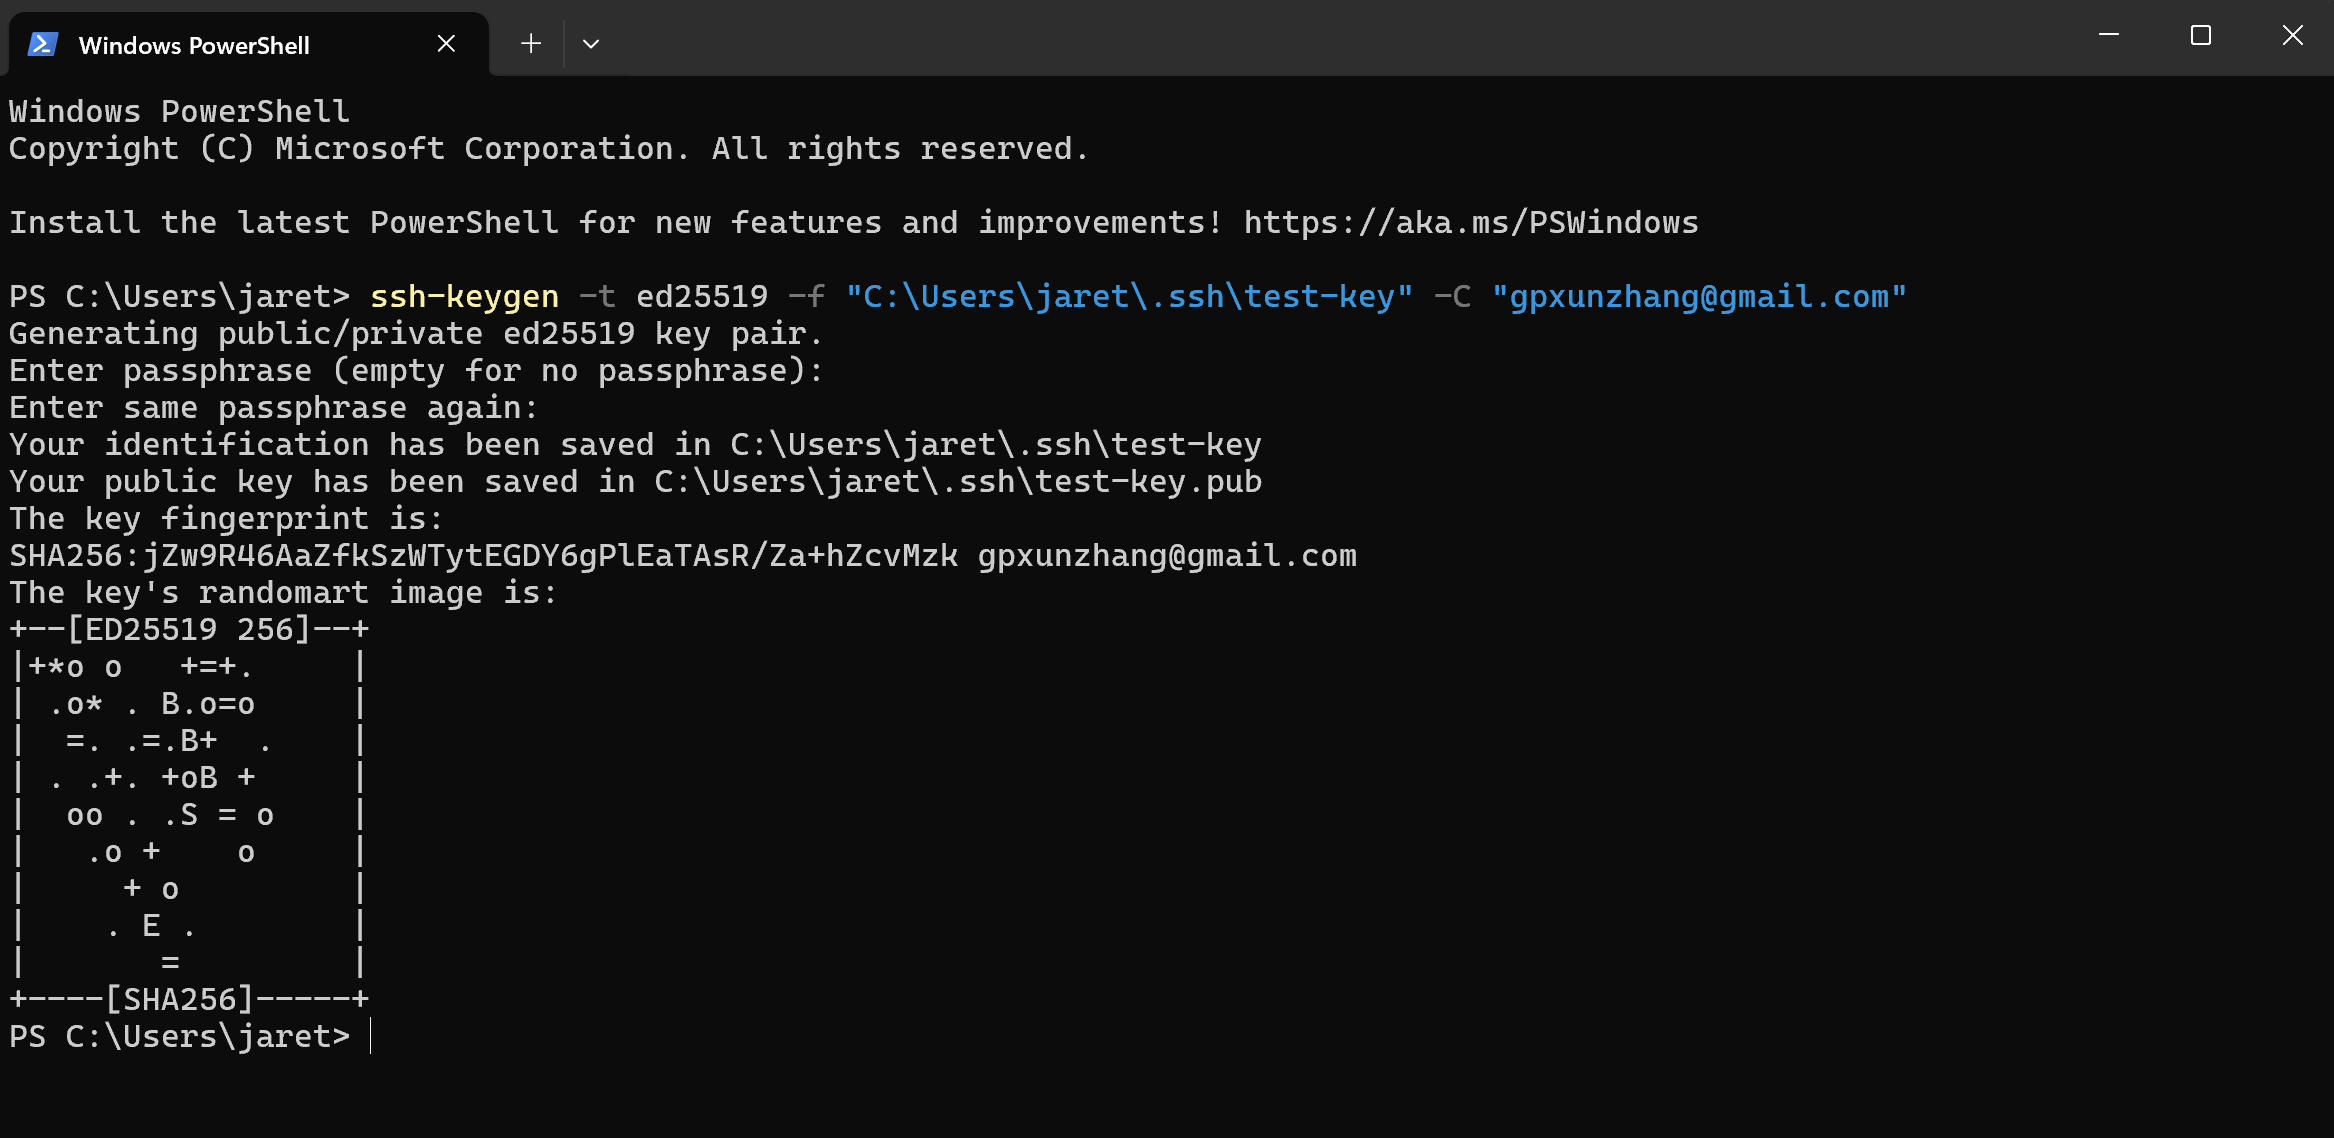 Windows PowerShell
Windows PowerShell
Copyright (C) Microsoft Corporation. All rights reserved.
Install the latest PowerShell for new features and improvements! https://aka.ms/PSWindows
PS C:\Users\jaret> ssh-keygen -t ed25519 -f "C:\Users\jaret\.ssh\test-key" -C "gpxunzhang@gmail.com"
Generating public/private ed25519 key pair.
Enter passphrase (empty for no passphrase):
Enter same passphrase again:
Your identification has been saved in C:\Users\jaret\.ssh\test-key
Your public key has been saved in C:\Users\jaret\.ssh\test-key.pub
The key fingerprint is:
SHA256:jZw9R46AaZfkSzWTytEGDY6gPlEaTAsR/Za+hZcvMzk gpxunzhang@gmail.com
The key's randomart image is:
+--[ED25519 256]--+
|+*o o   +=+.     |
| .o* . B.o=o     |
|  =. .=.B+  .    |
| . .+. +oB +     |
|  oo . .S = o    |
|   .o +    o     |
|     + o         |
|    . E .        |
|       =         |
+----[SHA256]-----+
PS C:\Users\jaret>